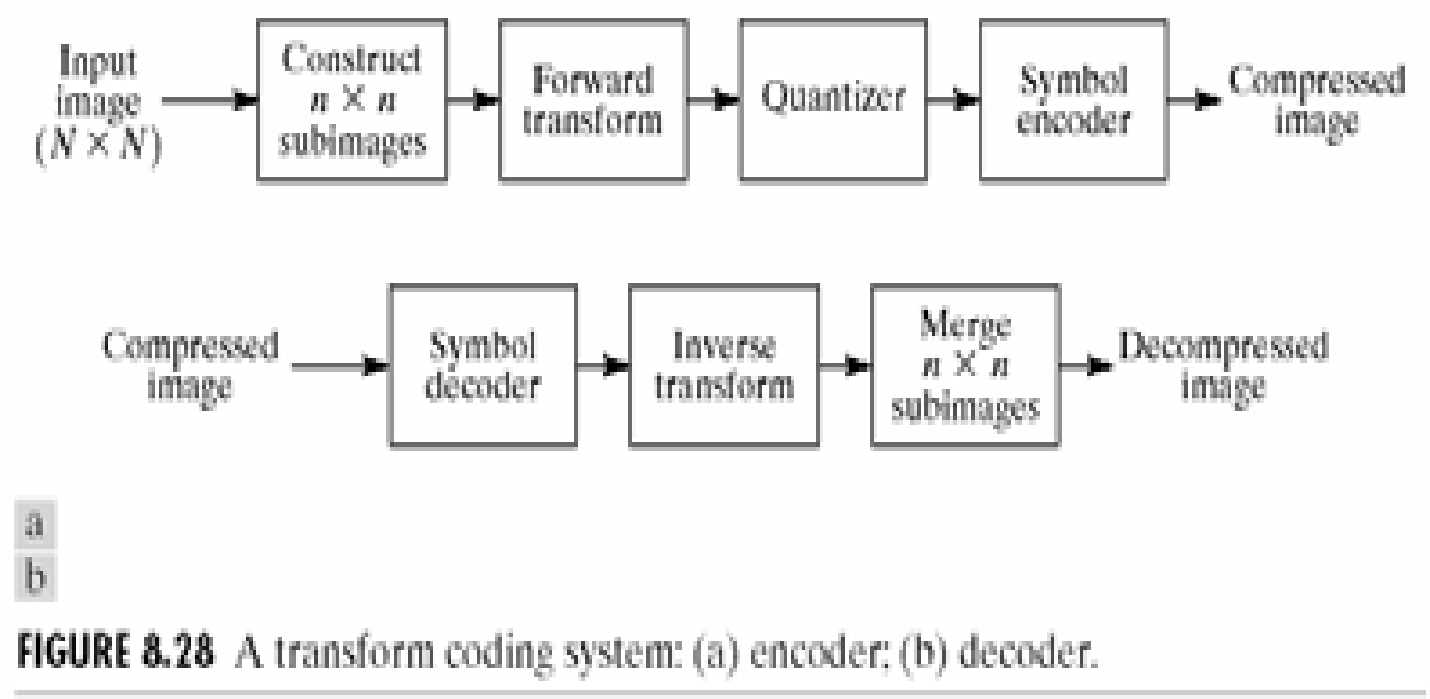 Input
image
(N × N)
Construct
n × n
subimages
Forward
transform
Quantizer
Symbol
encoder
Compressed
image
Compressed
image
Symbol
decoder
Inverse
transform
Merge
n × n
subimages
Decompressed
image
a
b
FIGURE 8.28 A transform coding system: (a) encoder; (b) decoder.